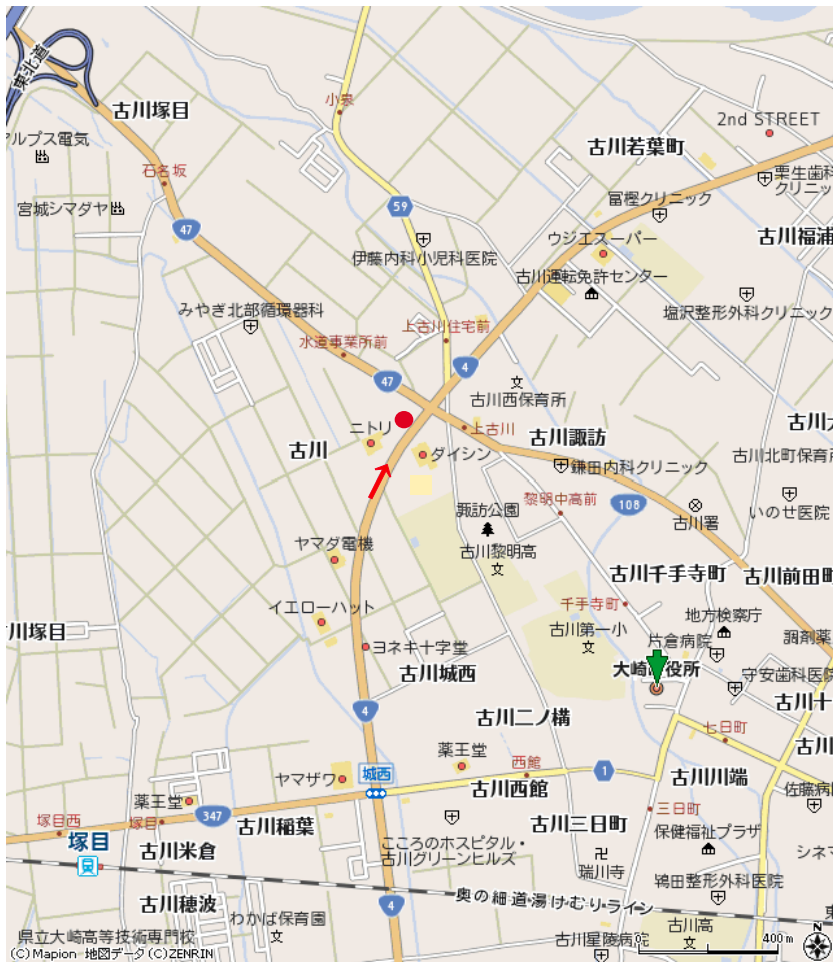 東北道
古川塚目
小泉
2nd STREET
アルプス電気
古川若葉町
石名坂
栗生歯科
クリニック
宮城シマダヤ
59
冨樫クリニック
47
伊藤内科小児科医院
ウジエスーパー
古川福浦
古川運転免許センター
みやぎ北部循環器科
塩沢整形外科クリニック
水道事業所前
上古川住宅前
4
47
古川西保育所
ニトリ
上古川
古川
ダイシン
古川諏訪
鎌田内科クリニック
古川北町保育所
黎明中高前
108
諏訪公園
古川署
いのせ医院
ヤマダ電機
古川黎明高
古川千手寺町
古川前田町
イエローハット
千手寺町
地方検察庁
古川塚目
古川第一小
片倉病院
調剤薬
ヨネキ十字堂
古川城西
大崎市役所
守安歯科医院
4
古川二ノ構
古川十
七日町
薬王堂
西館
城西
ヤマザワ
1
古川川端
古川西館
佐藤病院
薬王堂
347
塚目西
塚目
三日町
古川稲葉
古川三日町
保健福祉プラザ
塚目
古川米倉
こころのホスピタル・
古川グリーンヒルズ
瑞川寺
シネマ
鴇田整形外科医院
奥の細道湯けむりライン
4
古川穂波
わかば保育園
古川高
県立大崎高等技術専門校
古川星陵病院
0
400m
N
(C)Mapion 地図データ(C)ZENRIN